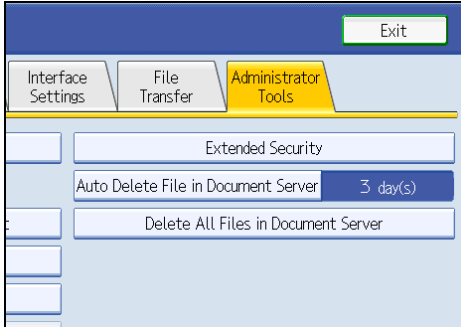 Exit
Interface
Settings
File
Transfer
Administrator
Tools
Extended Security
Auto Delete File in Document Server
3 day(s)
Delete All Files in Document Server